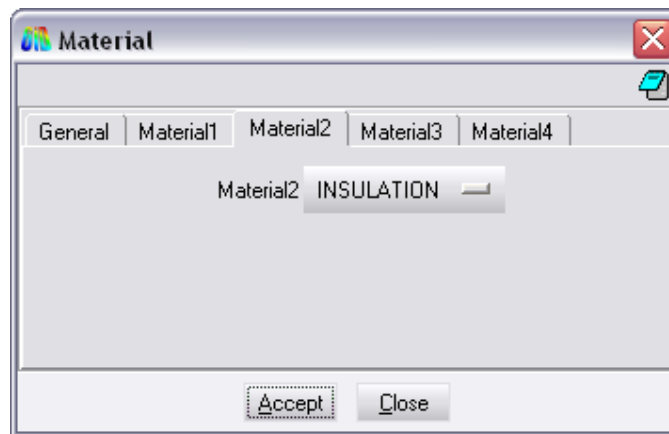 Material
General Material1 Material2 Material3 Material4
Material2 INSULATION
Accept Close